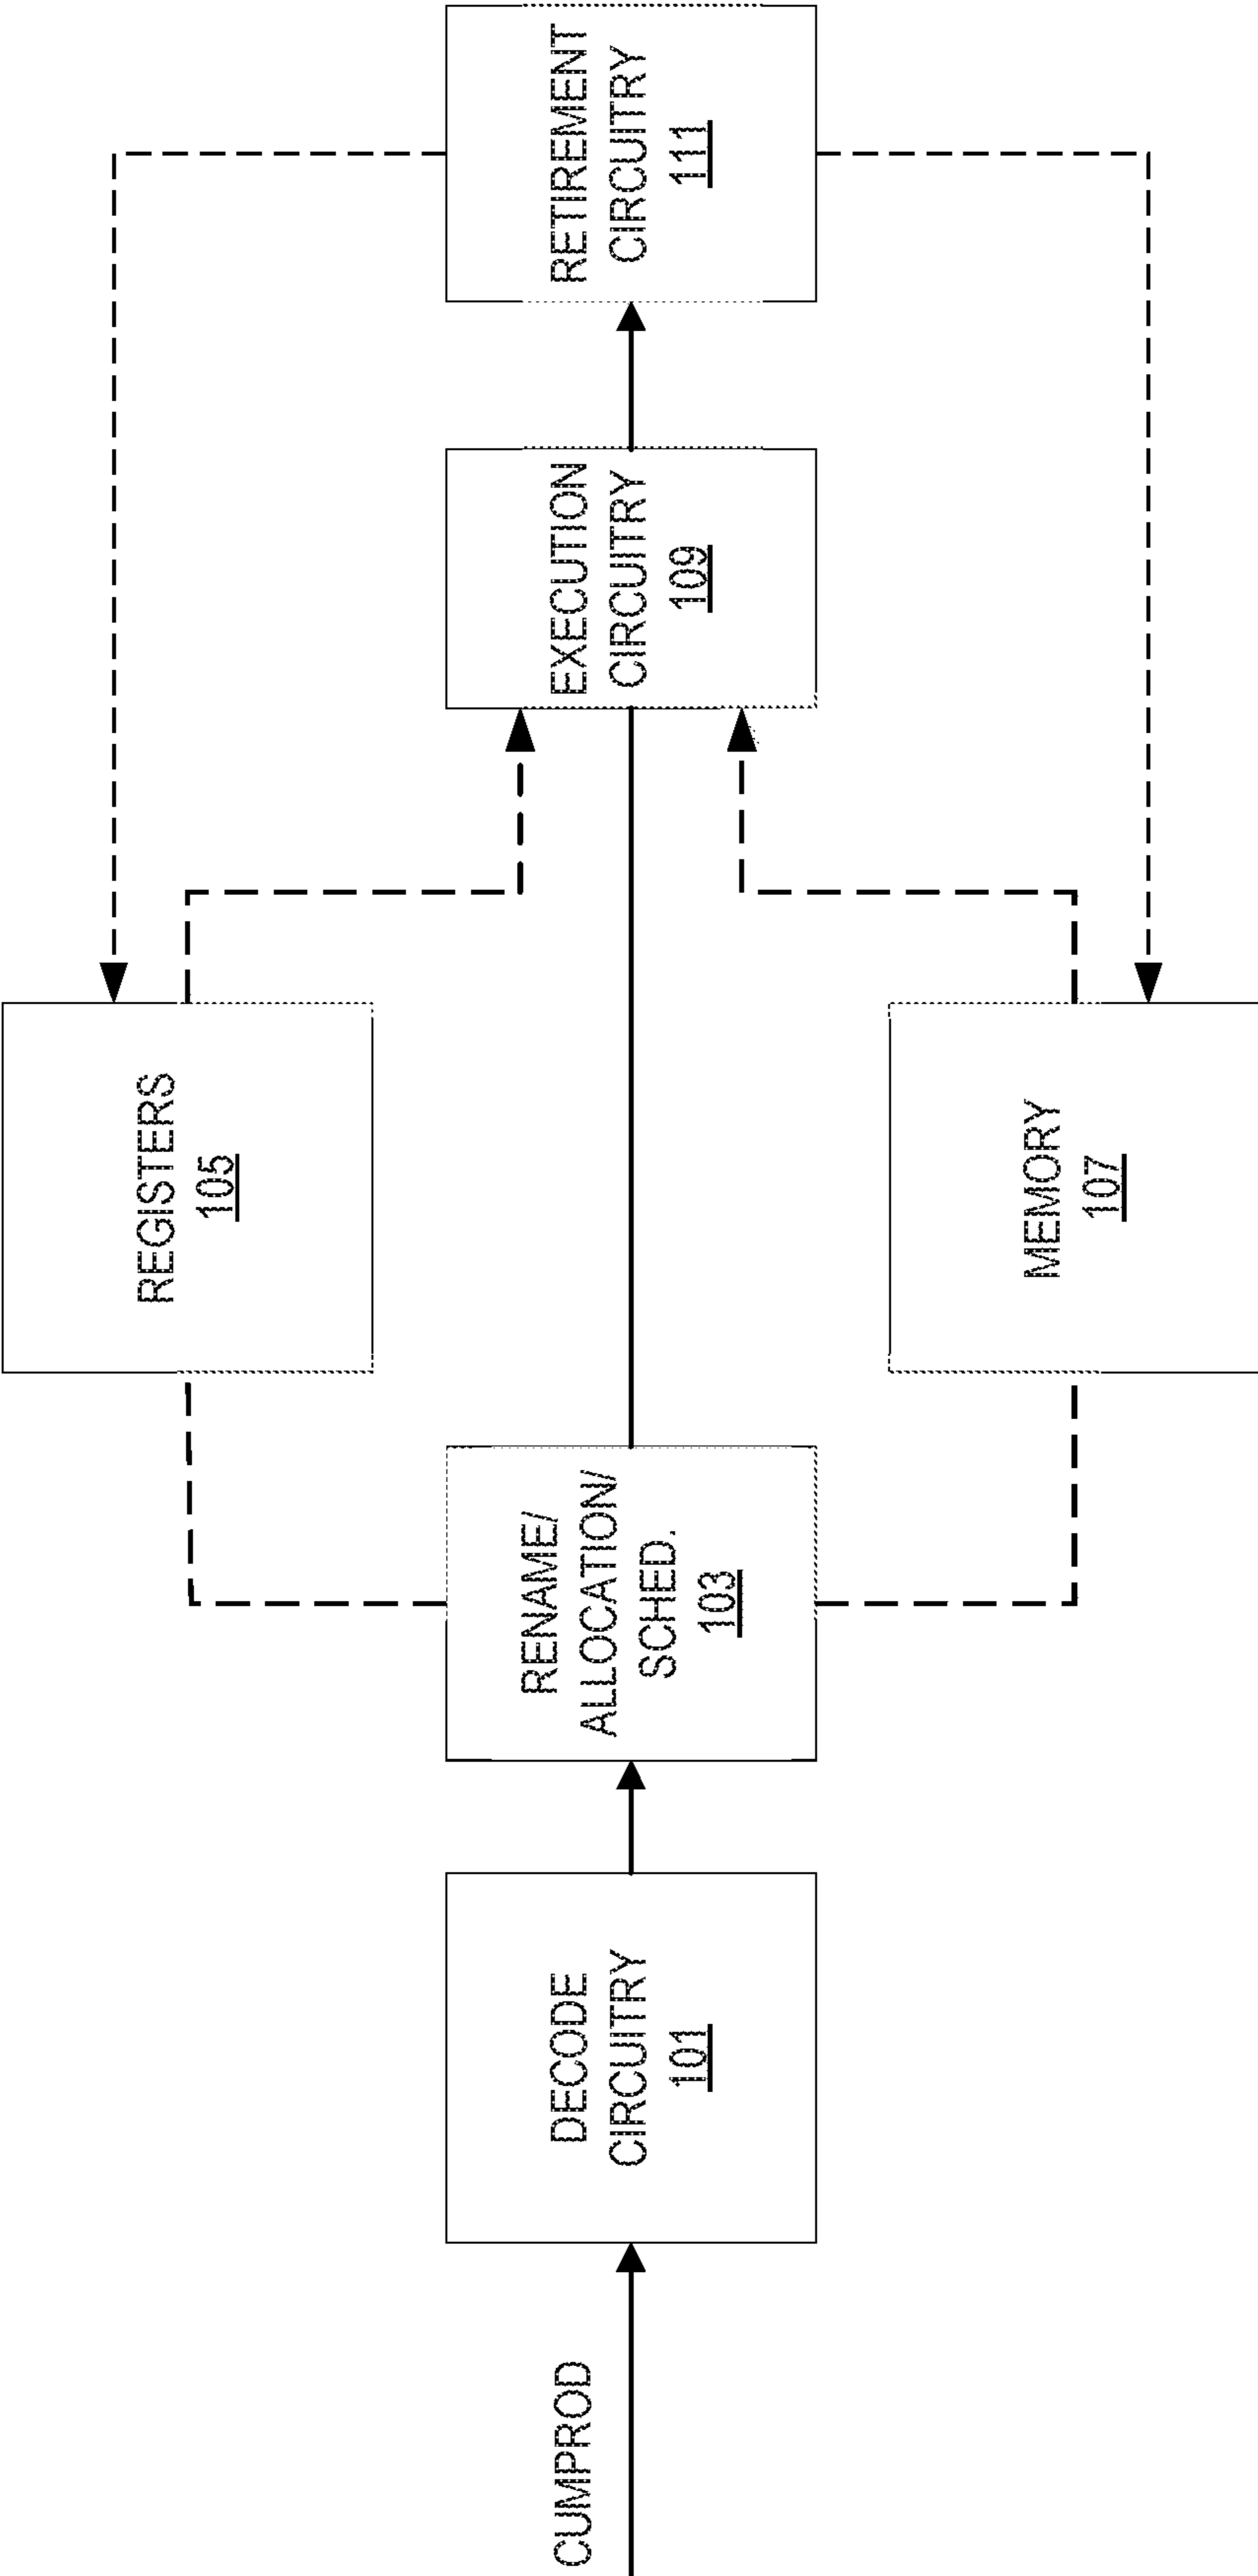 CUMPROD
DECODE
CIRCUITRY
101
RENAME/
ALLOCATION/
SCHED.
103
REGISTERS
105
MEMORY
107
EXECUTION
CIRCUITRY
109
RETIREMENT
CIRCUITRY
111